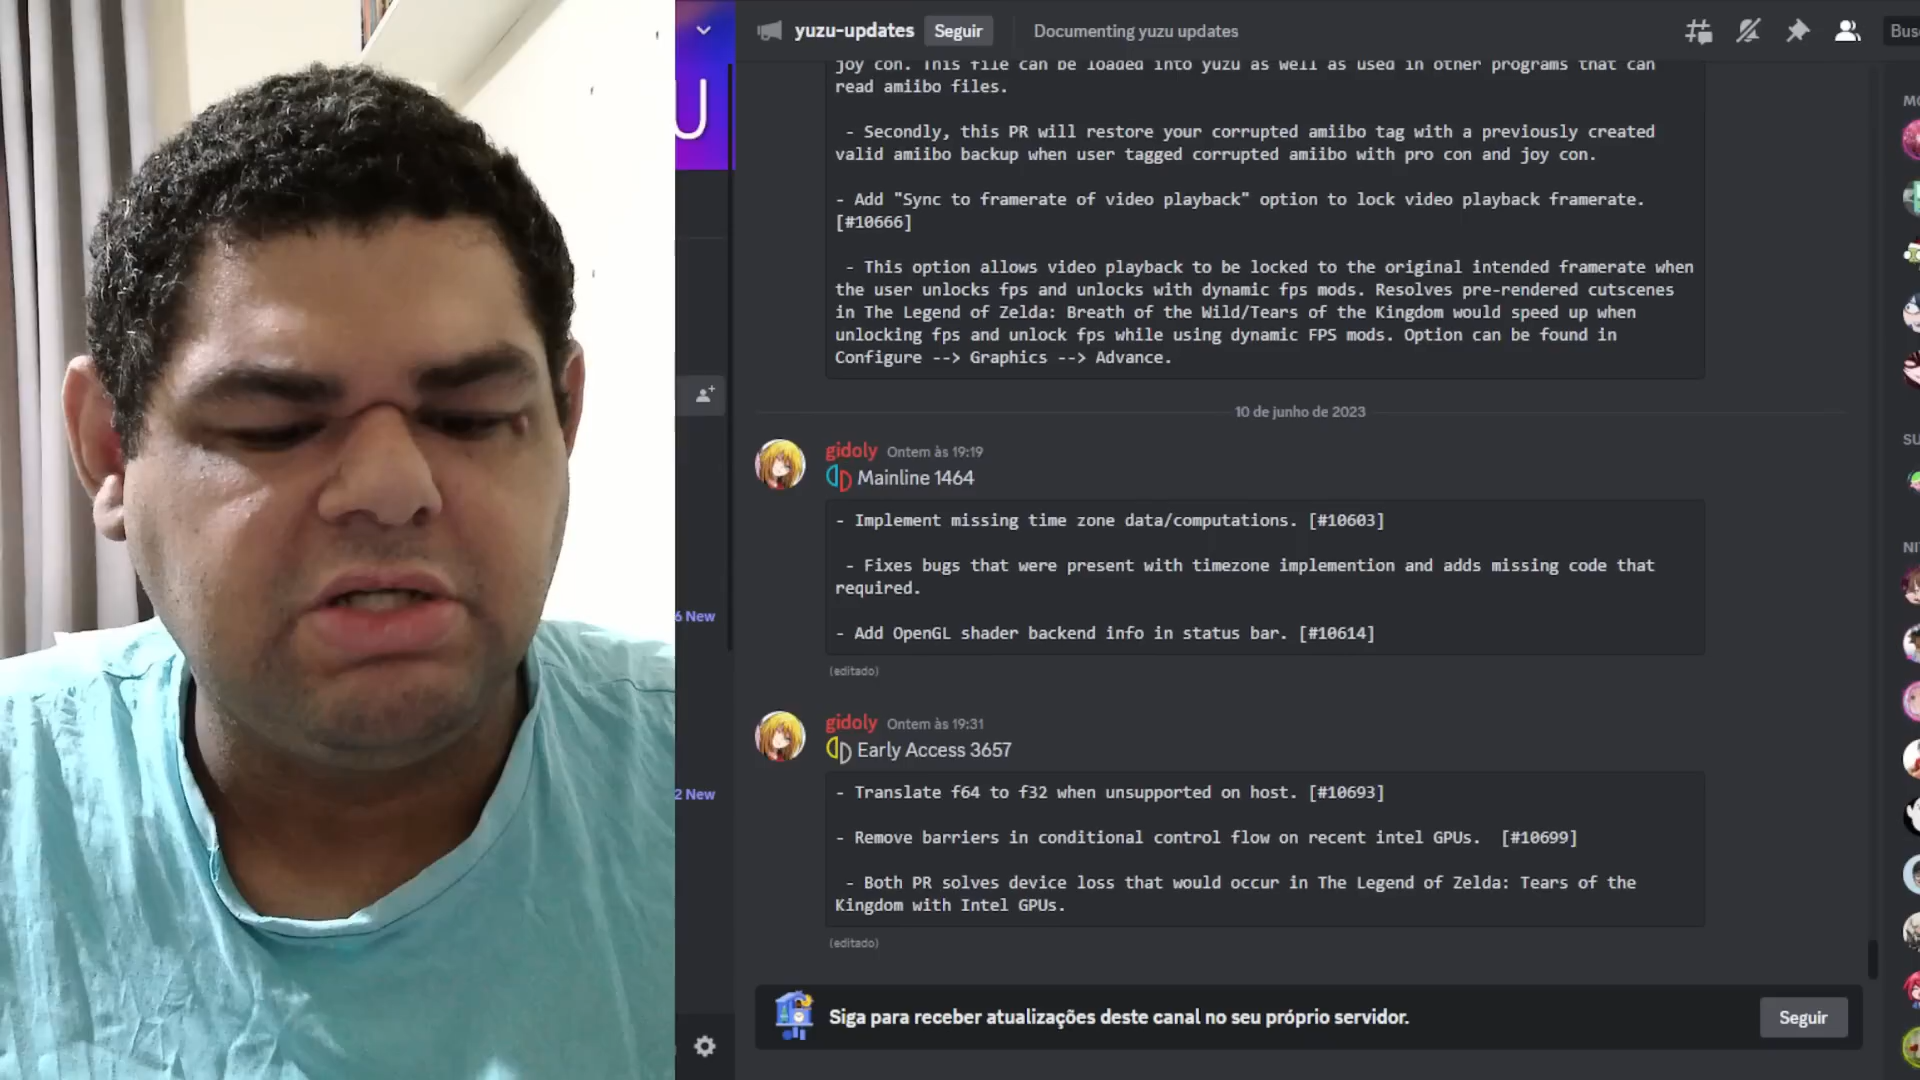 yuzu-updates Seguir Documenting yuzu updates
U
joy con. This file can be loaded into yuzu as well as used in other programs that can
read amiibo files.
- Secondly, this PR will restore your corrupted amiibo tag with a previously created
valid amiibo backup when user tagged corrupted amiibo with pro con and joy con.
- Add "Sync to framerate of video playback" option to lock video playback framerate.
[#10666]
- This option allows video playback to be locked to the original intended framerate when
the user unlocks fps and unlocks with dynamic fps mods. Resolves pre-rendered cutscenes
in The Legend of Zelda: Breath of the Wild/Tears of the Kingdom would speed up when
unlocking fps and unlock fps while using dynamic FPS mods. Option can be found in
Configure --> Graphics --> Advance.
10 de junho de 2023
gidoly Ontem às 19:19
Mainline 1464
- Implement missing time zone data/computations. [#10603]
- Fixes bugs that were present with timezone implemention and adds missing code that
required.
- Add OpenGL shader backend info in status bar. [#10614]
(editado)
6 New
gidoly Ontem às 19:31
Early Access 3657
- Translate f64 to f32 when unsupported on host. [#10693]
- Remove barriers in conditional control flow on recent intel GPUs. [#10699]
- Both PR solves device loss that would occur in The Legend of Zelda: Tears of the
Kingdom with Intel GPUs.
(editado)
2 New
Siga para receber atualizações deste canal no seu próprio servidor.
Seguir